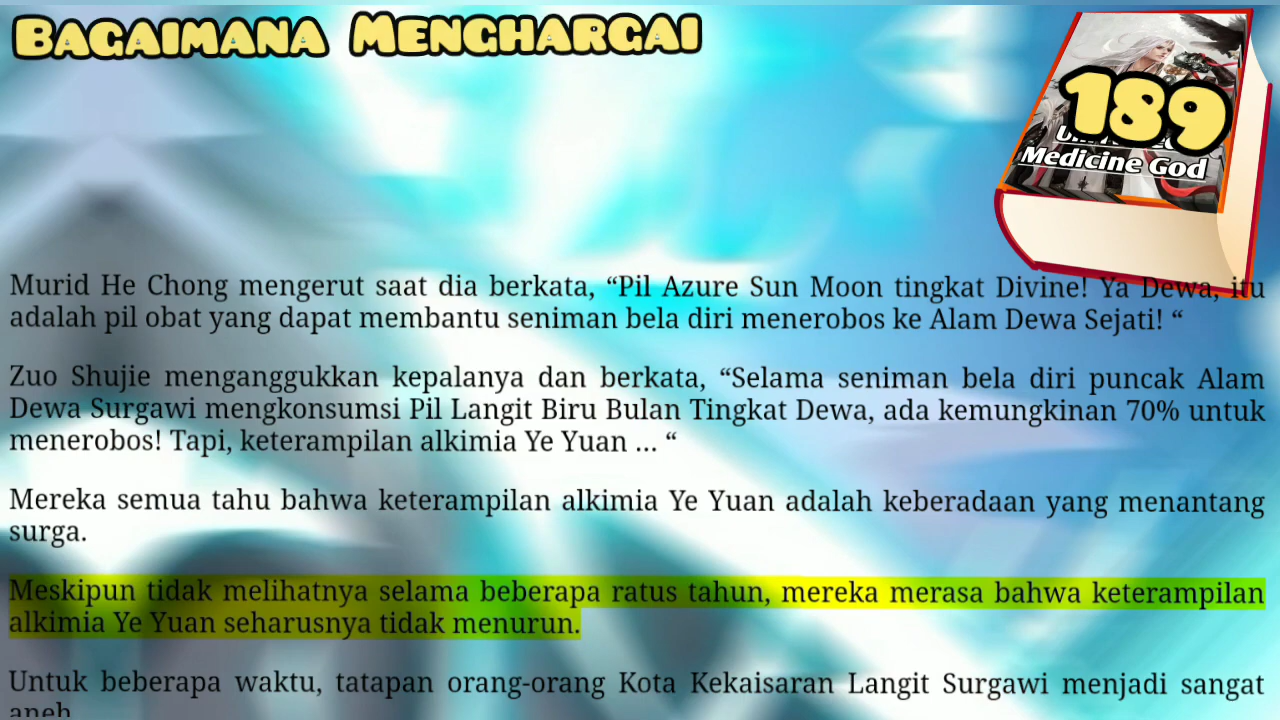 Bagaimana Menghargai
189
Medicine God
Murid He Chong mengerut saat dia berkata, “Pil Azure Sun Moon tingkat Divine! Ya Dewa, itu
adalah pil obat yang dapat membantu seniman bela diri menerobos ke Alam Dewa Sejati! “
Zuo Shujie menganggukkan kepalanya dan berkata, “Selama seniman bela diri puncak Alam
Dewa Surgawi mengkonsumsi Pil Langit Biru Bulan Tingkat Dewa, ada kemungkinan 70% untuk
menerobos! Tapi, keterampilan alkimia Ye Yuan ... “
Mereka semua tahu bahwa keterampilan alkimia Ye Yuan adalah keberadaan yang menantang
surga.
Meskipun tidak melihatnya selama beberapa ratus tahun, mereka merasa bahwa keterampilan
alkimia Ye Yuan seharusnya tidak menurun.
Untuk beberapa waktu, tatapan orang-orang Kota Kekaisaran Langit Surgawi menjadi sangat
aneh